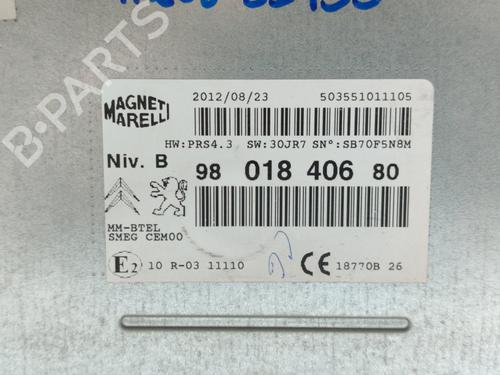 B-PARTS
MAGNETI
MARELLI
2012/08/23 503551011105
HW:PRS4.3 SW:30JR7 SN°:SB70F5N8M
Niv. B 98 018 406 80
MM-BTEL
SMEG CEM00
E2 10 R-03 11110 CE 18770B 26